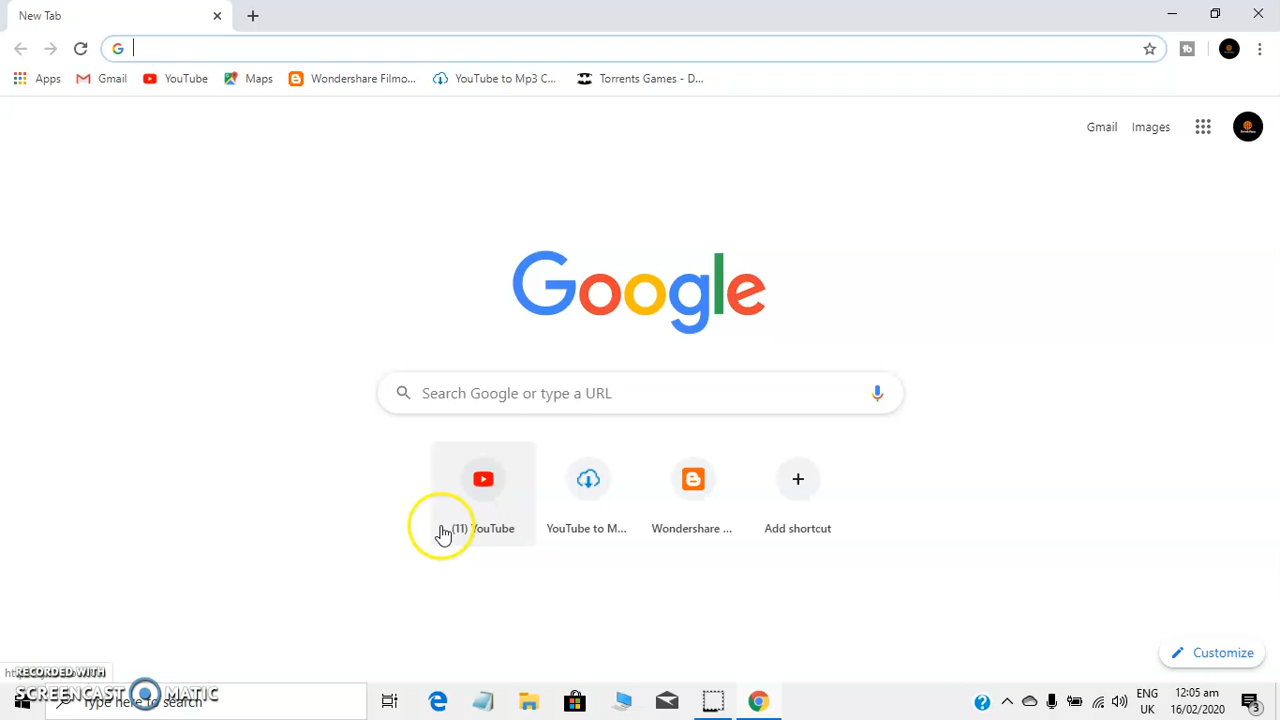 New Tab
Apps Gmail YouTube Maps Wondershare Filmo... YouTube to Mp3 C... Torrents Games - D...
Gmail Images
Google
Search Google or type a URL
(11) YouTube YouTube to M... Wondershare ... Add shortcut
Customize
RECORDED WITH
SCREENCAST MATIC
Type here to search
ENG
UK
12:05 am
16/02/2020
3